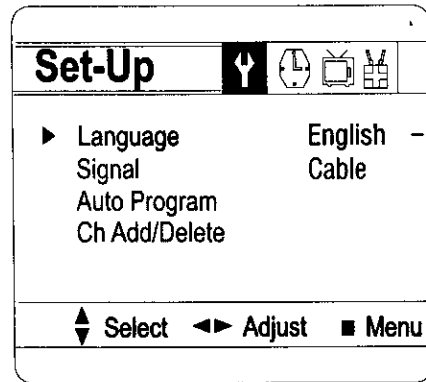 Set-Up
▶ Language English –
Signal Cable
Auto Program
Ch Add/Delete
▲▼ Select ◀▶ Adjust ■ Menu